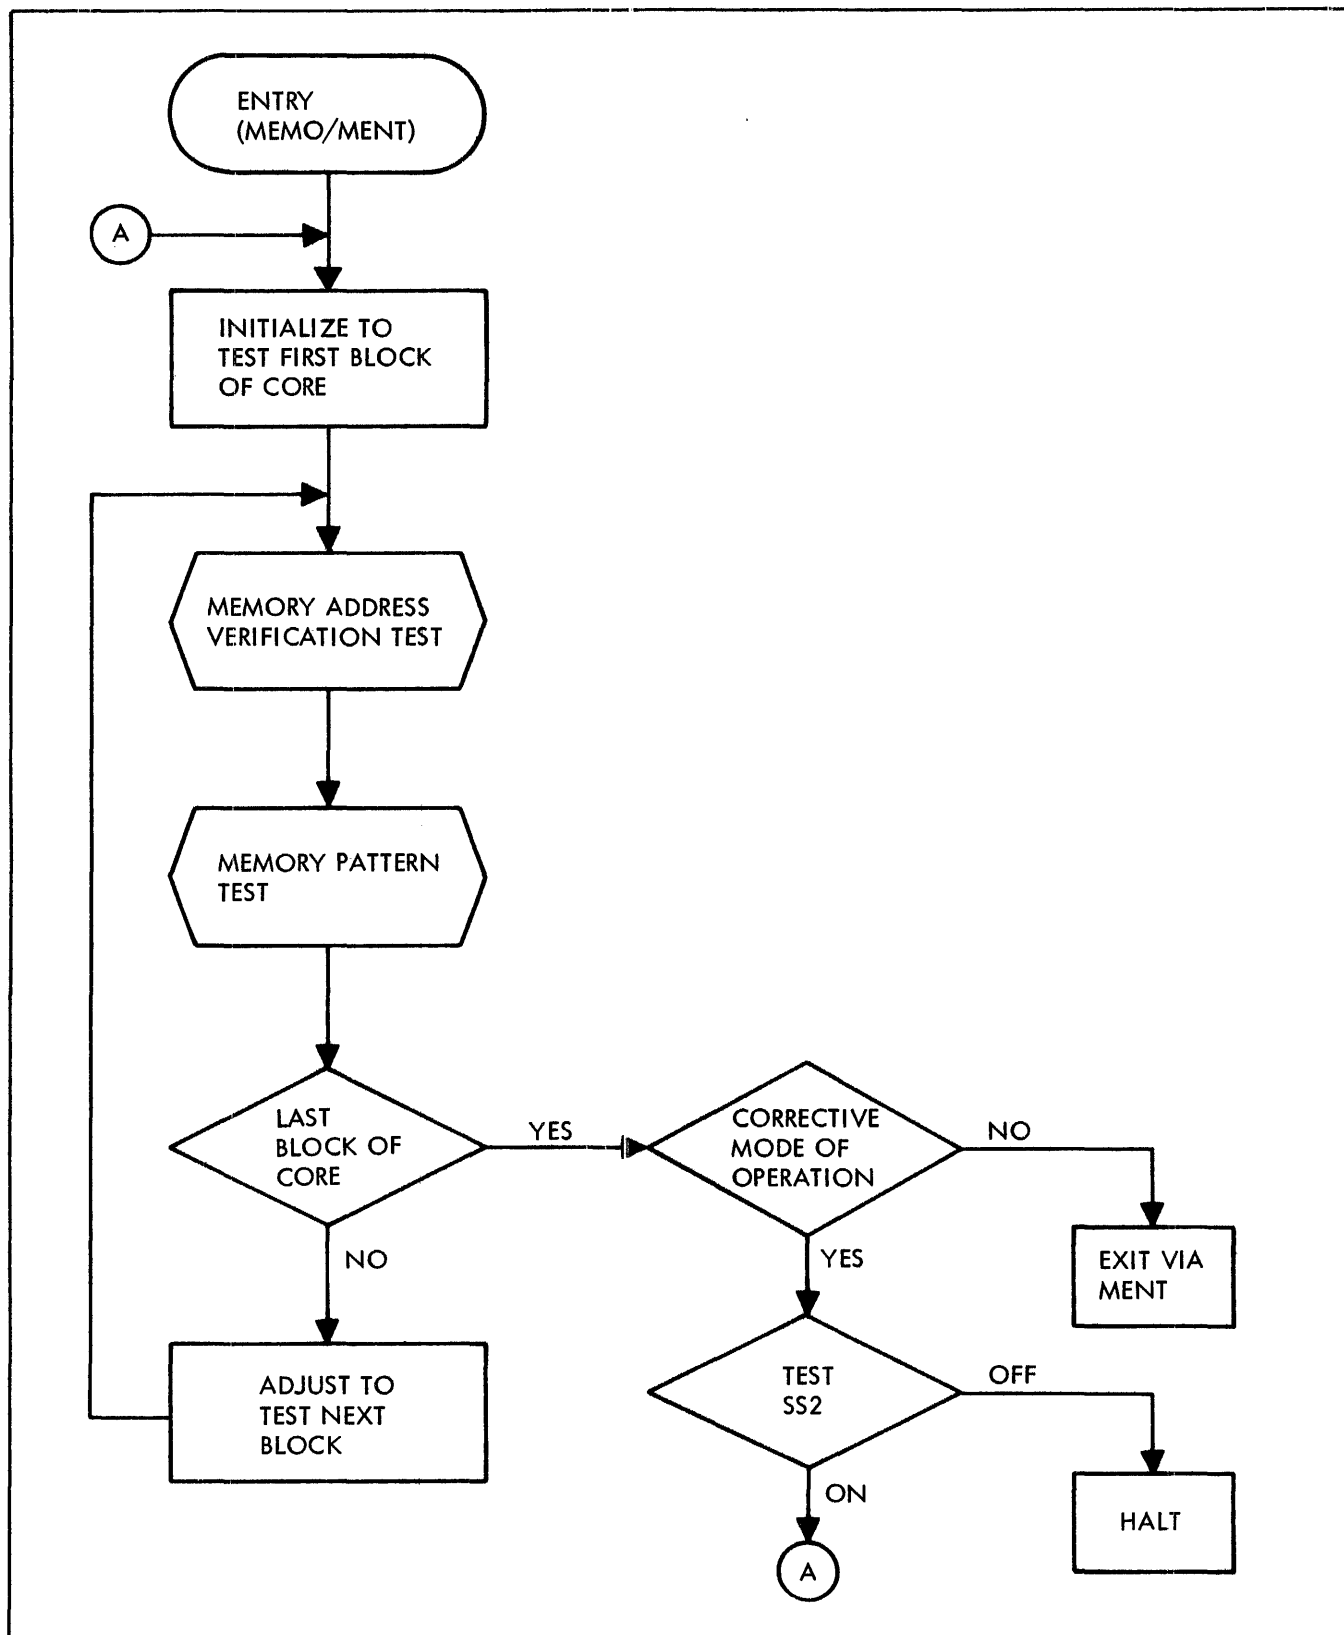 ENTRY
(MEMO/MENT)
A
INITIALIZE TO
TEST FIRST BLOCK
OF CORE
MEMORY ADDRESS
VERIFICATION TEST
MEMORY PATTERN
TEST
LAST
BLOCK OF
CORE
YES
CORRECTIVE
MODE OF
OPERATION
NO
NO
YES
EXIT VIA
MENT
ADJUST TO
TEST NEXT
BLOCK
TEST
SS2
OFF
ON
HALT
A